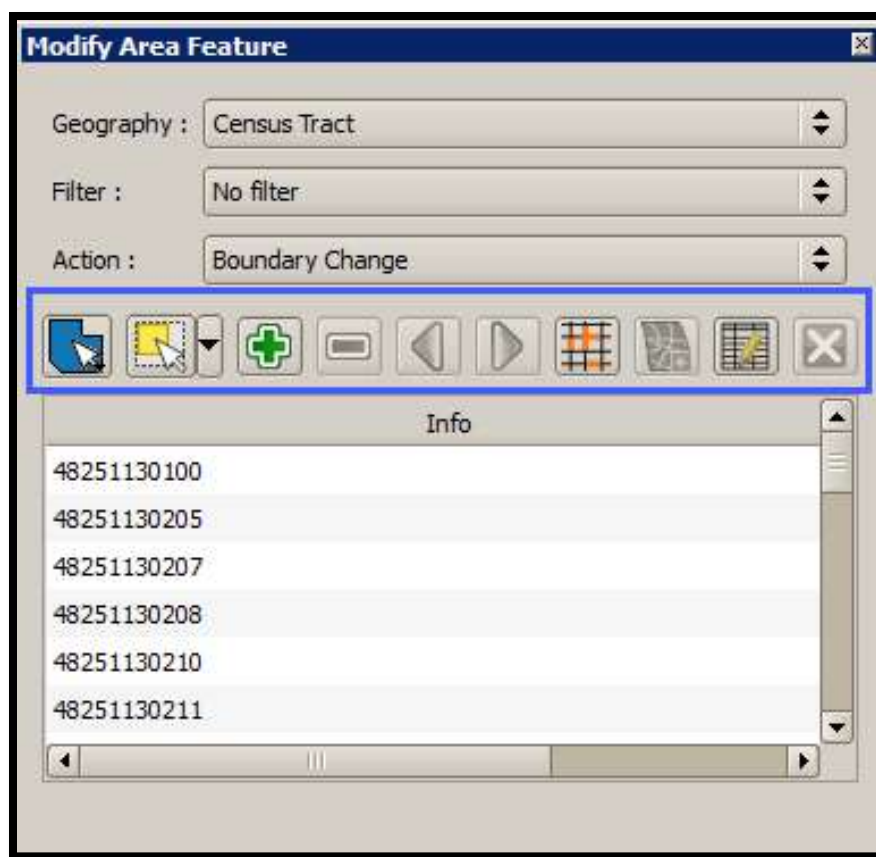 Modify Area Feature
Geography : Census Tract
Filter : No filter
Action : Boundary Change
Info
48251130100
48251130205
48251130207
48251130208
48251130210
48251130211